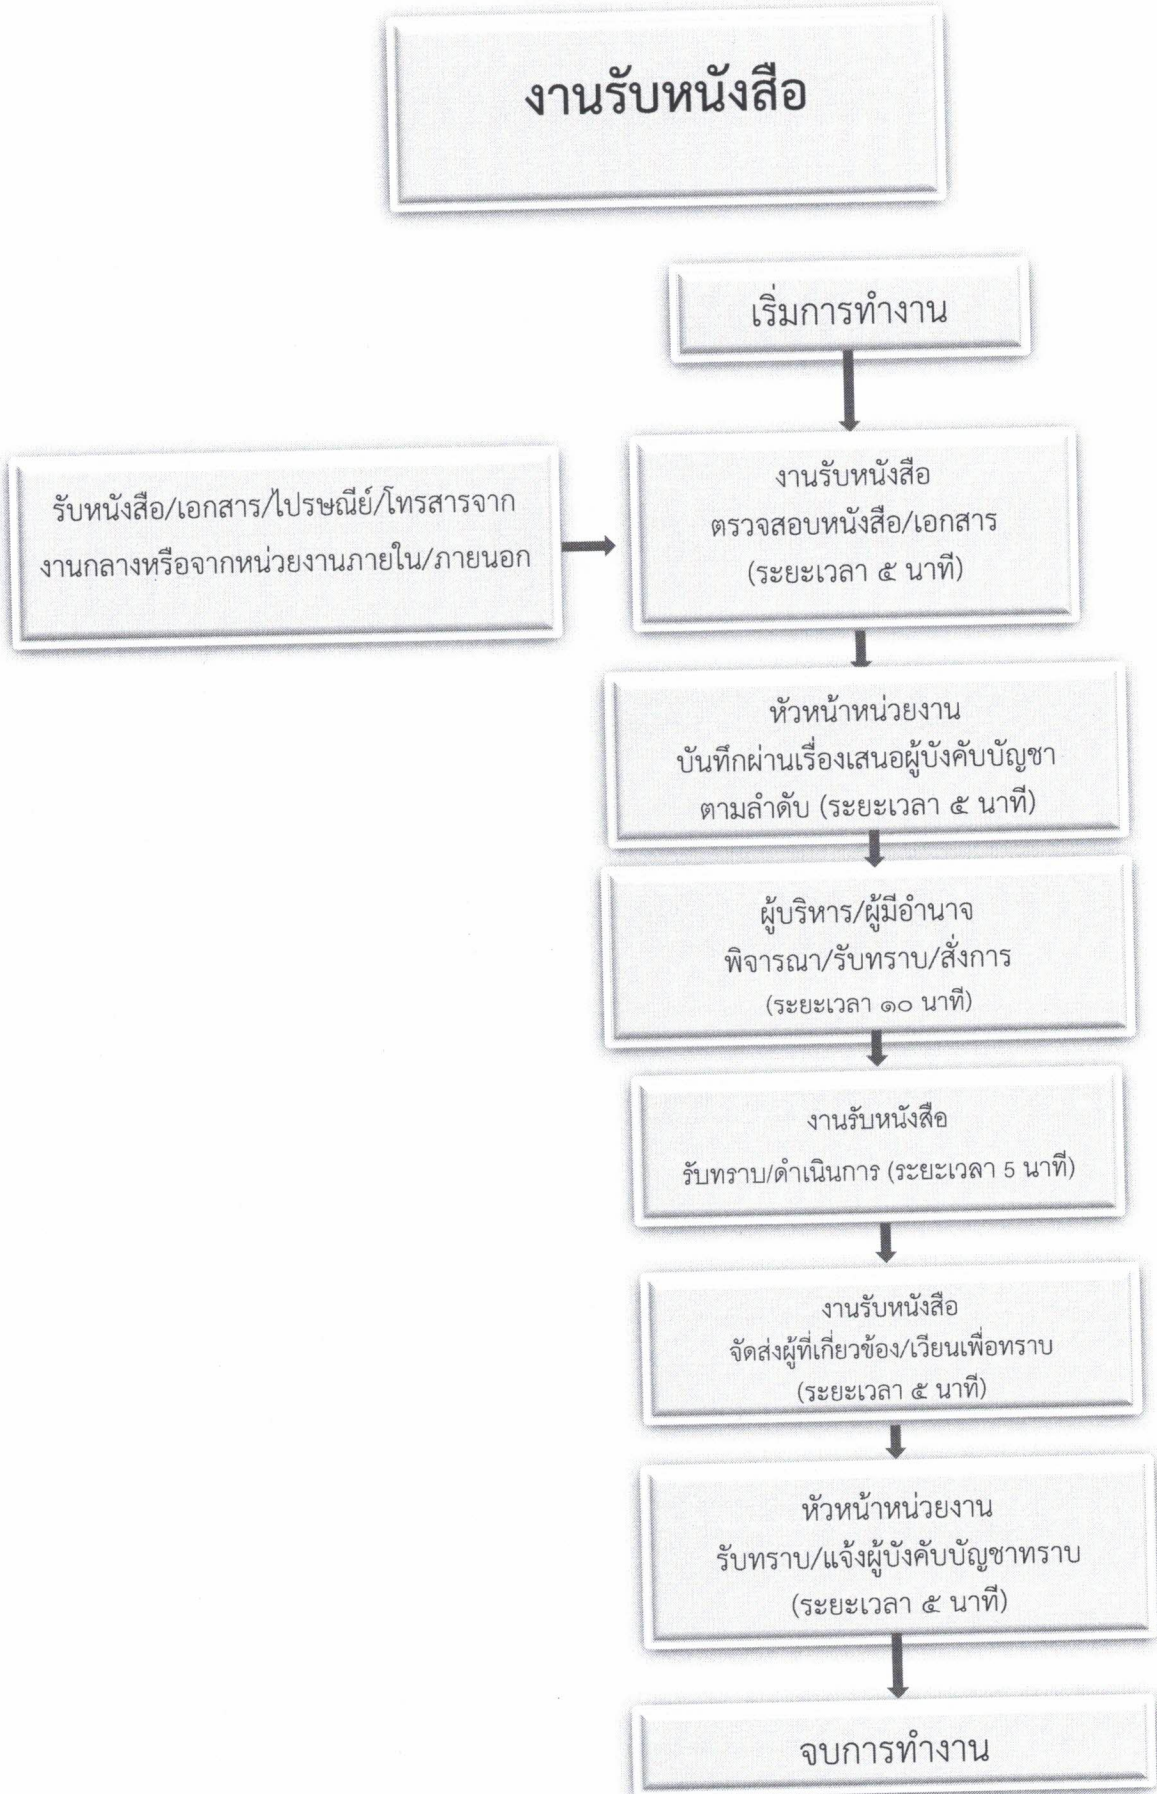 งานรับหนังสือ
เริ่มการทำงาน
รับหนังสือ/เอกสาร/ไปรษณีย์/โทรสารจาก
งานกลางหรือจากหน่วยงานภายใน/ภายนอก
งานรับหนังสือ
ตรวจสอบหนังสือ/เอกสาร
(ระยะเวลา ๕ นาที)
หัวหน้าหน่วยงาน
บันทึกผ่านเรื่องเสนอผู้บังคับบัญชา
ตามลำดับ (ระยะเวลา ๕ นาที)
ผู้บริหาร/ผู้มีอำนาจ
พิจารณา/รับทราบ/สั่งการ
(ระยะเวลา ๑๐ นาที)
งานรับหนังสือ
รับทราบ/ดำเนินการ (ระยะเวลา 5 นาที)
งานรับหนังสือ
จัดส่งผู้ที่เกี่ยวข้อง/เวียนเพื่อทราบ
(ระยะเวลา ๕ นาที)
หัวหน้าหน่วยงาน
รับทราบ/แจ้งผู้บังคับบัญชาทราบ
(ระยะเวลา ๕ นาที)
จบการทำงาน